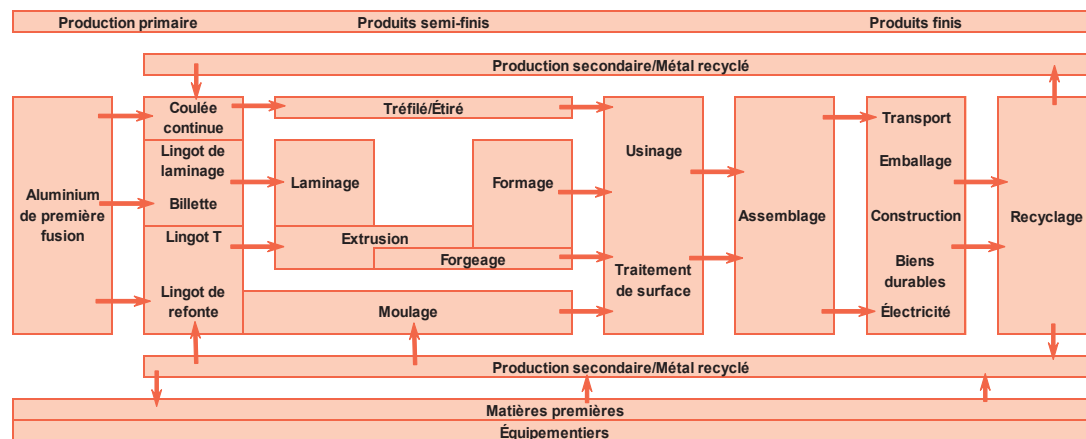 Production primaire
Produits semi-finis
Produits finis
Production secondaire/Métal recyclé
Aluminium
de première
fusion
Coulée
continue
Lingot de
laminage
Billette
Lingot T
Lingot de
refonte
Tréfilé/Étiré
Laminage
Formage
Extrusion
Forgeage
Moulage
Usinage
Traitement
de surface
Assemblage
Transport
Emballage
Construction
Biens
durables
Électricité
Recyclage
Production secondaire/Métal recyclé
Matières premières
Équipementiers